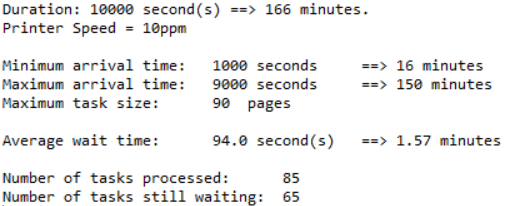 Duration: 10000 second(s) ==> 166 minutes.
Printer Speed = 10ppm
Minimum arrival time: 1000 seconds ==> 16 minutes
Maximum arrival time: 9000 seconds ==> 150 minutes
Maximum task size: 90 pages
Average wait time: 94.0 second(s) ==> 1.57 minutes
Number of tasks processed: 85
Number of tasks still waiting: 65